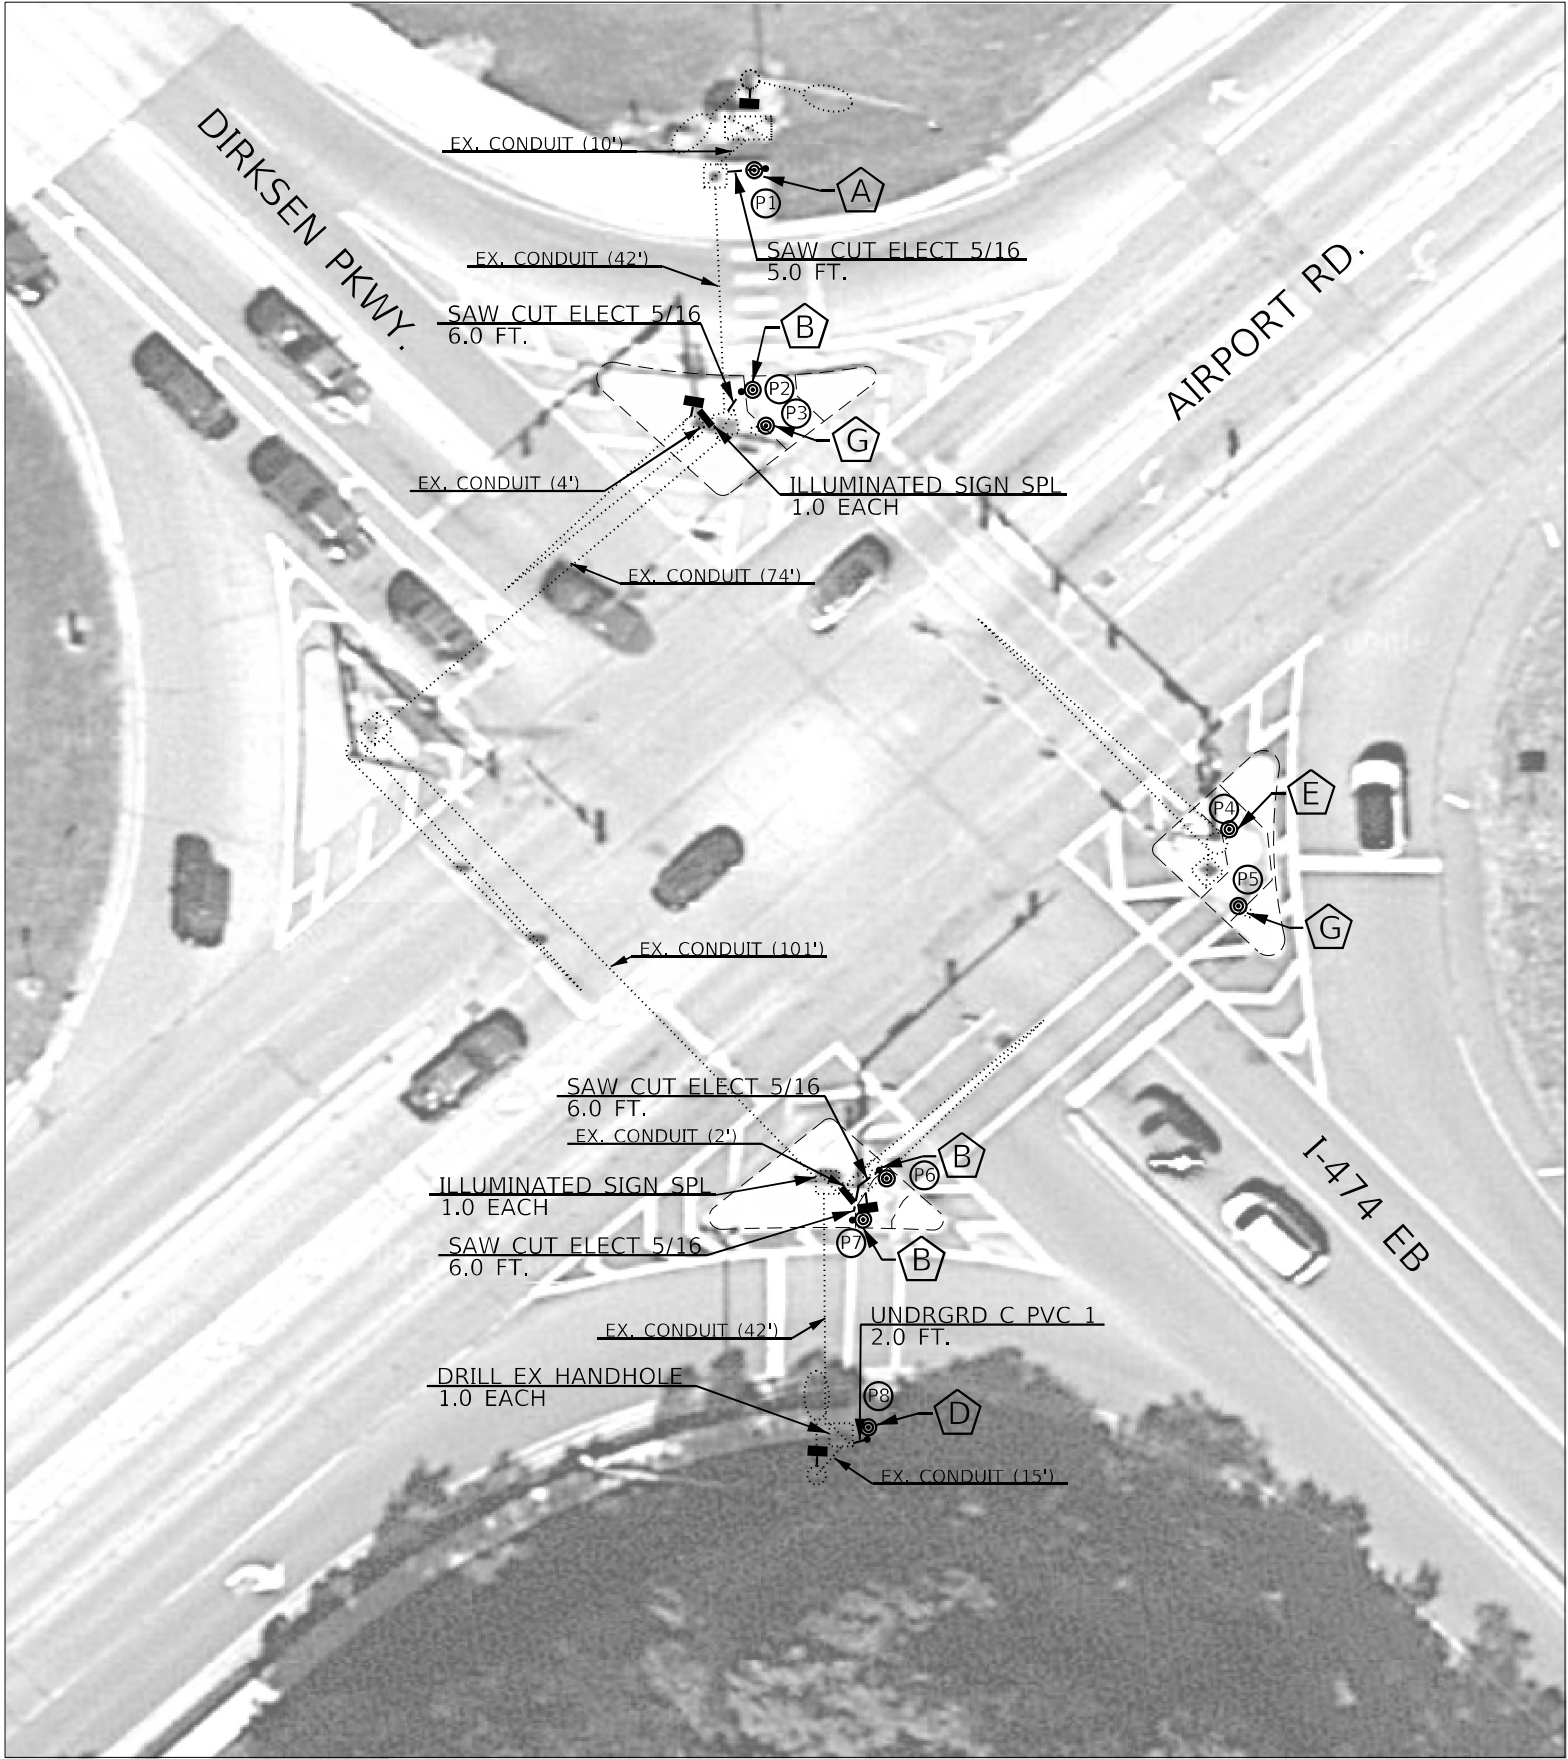 DIRKSEN PKWY.
EX. CONDUIT (10')
A
P1
SAW CUT ELECT 5/16
5.0 FT.
EX. CONDUIT (42')
SAW CUT ELECT 5/16
6.0 FT.
B
P2
P3
G
AIRPORT RD.
EX. CONDUIT (4')
ILLUMINATED SIGN SPL
1.0 EACH
EX. CONDUIT (74')
P4
E
P5
G
EX. CONDUIT (101')
SAW CUT ELECT 5/16
6.0 FT.
EX. CONDUIT (2')
B
P6
ILLUMINATED SIGN SPL
1.0 EACH
SAW CUT ELECT 5/16
6.0 FT.
P7
B
I-474 EB
UNDRGRD C PVC 1
2.0 FT.
EX. CONDUIT (42')
DRILL EX HANDHOLE
1.0 EACH
P8
D
EX. CONDUIT (15')